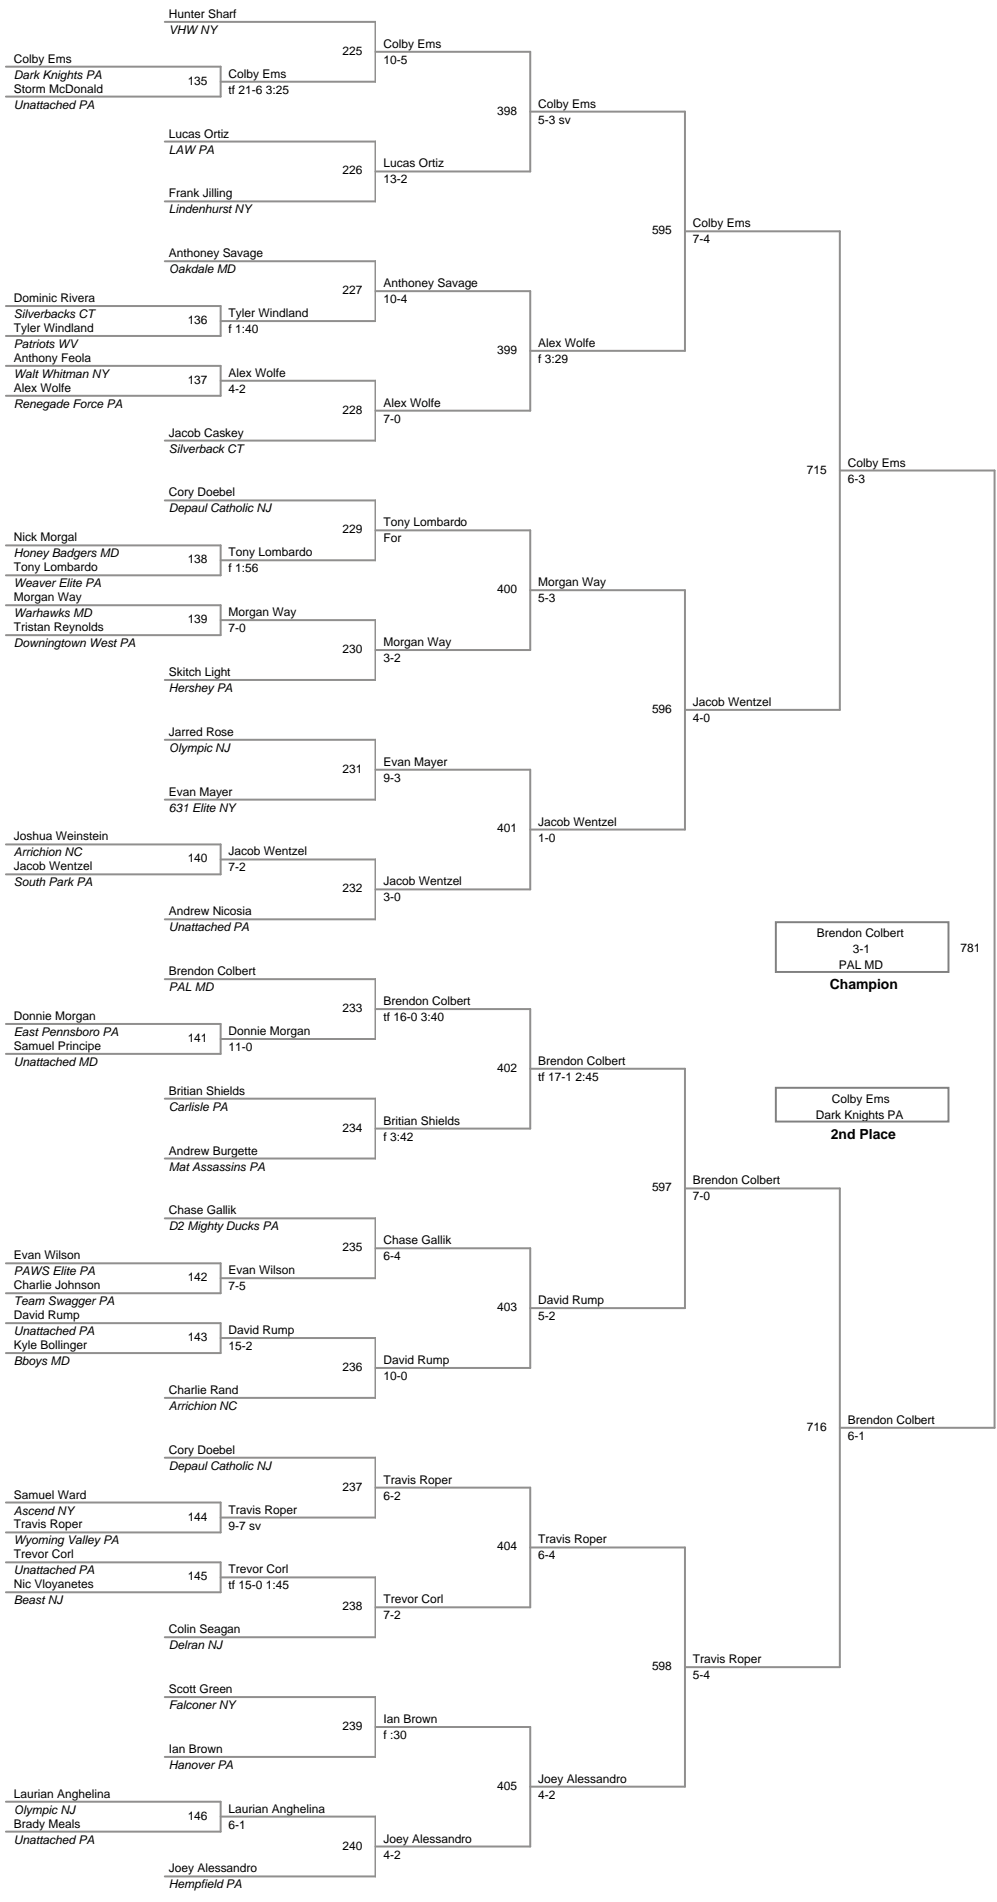 Hunter Sharf
VHW NY
225
Colby Ems
10-5
Colby Ems
Dark Knights PA
135
Colby Ems
Storm McDonald
tf 21-6 3:25
Unattached PA
398
Colby Ems
5-3 sv
Lucas Ortiz
LAW PA
226
Lucas Ortiz
13-2
Frank Jilling
Lindenhurst NY
595
Colby Ems
7-4
Anthoney Savage
Oakdale MD
227
Anthoney Savage
10-4
Dominic Rivera
Silverbacks CT
136
Tyler Windland
Tyler Windland
f 1:40
Patriots WV
399
Alex Wolfe
f 3:29
Anthony Feola
Walt Whitman NY
137
Alex Wolfe
Alex Wolfe
4-2
Renegade Force PA
228
Alex Wolfe
7-0
Jacob Caskey
Silverback CT
715
Colby Ems
6-3
Cory Doebel
Depaul Catholic NJ
229
Tony Lombardo
For
Nick Morgal
Honey Badgers MD
138
Tony Lombardo
Tony Lombardo
f 1:56
Weaver Elite PA
400
Morgan Way
5-3
Morgan Way
Warhawks MD
139
Morgan Way
Tristan Reynolds
7-0
Downingtown West PA
230
Morgan Way
3-2
Skitch Light
Hershey PA
596
Jacob Wentzel
4-0
Jarred Rose
Olympic NJ
231
Evan Mayer
9-3
Evan Mayer
631 Elite NY
401
Jacob Wentzel
1-0
Joshua Weinstein
Arrichion NC
140
Jacob Wentzel
Jacob Wentzel
7-2
South Park PA
232
Jacob Wentzel
3-0
Andrew Nicosia
Unattached PA
Brendon Colbert
3-1
PAL MD
781
Champion
Brendon Colbert
PAL MD
233
Brendon Colbert
tf 16-0 3:40
Donnie Morgan
East Pennsboro PA
141
Donnie Morgan
Samuel Principe
11-0
Unattached MD
402
Brendon Colbert
tf 17-1 2:45
Britian Shields
Carlisle PA
234
Britian Shields
f 3:42
Andrew Burgette
Mat Assassins PA
Colby Ems
Dark Knights PA
2nd Place
597
Brendon Colbert
7-0
Chase Gallik
D2 Mighty Ducks PA
235
Chase Gallik
6-4
Evan Wilson
PAWS Elite PA
142
Evan Wilson
Charlie Johnson
7-5
Team Swagger PA
403
David Rump
5-2
David Rump
Unattached PA
143
David Rump
Kyle Bollinger
15-2
Bboys MD
236
David Rump
10-0
Charlie Rand
Arrichion NC
716
Brendon Colbert
6-1
Cory Doebel
Depaul Catholic NJ
237
Travis Roper
6-2
Samuel Ward
Ascend NY
144
Travis Roper
Travis Roper
9-7 sv
Wyoming Valley PA
404
Travis Roper
6-4
Trevor Corl
Unattached PA
145
Trevor Corl
Nic Vloyanetes
tf 15-0 1:45
Beast NJ
238
Trevor Corl
7-2
Colin Seagan
Delran NJ
598
Travis Roper
5-4
Scott Green
Falconer NY
239
Ian Brown
f :30
Ian Brown
Hanover PA
405
Joey Alessandro
4-2
Laurian Anghelina
Olympic NJ
146
Laurian Anghelina
Brady Meals
6-1
Unattached PA
240
Joey Alessandro
4-2
Joey Alessandro
Hempfield PA